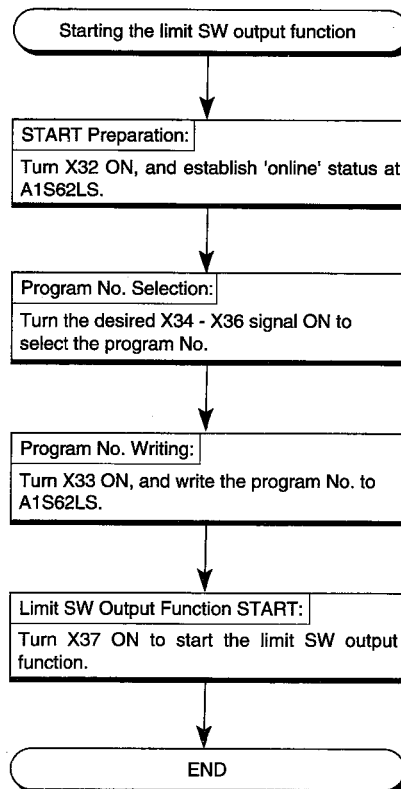 Starting the limit SW output function
START Preparation:
Turn X32 ON, and establish 'online' status at
A1S62LS.
Program No. Selection:
Turn the desired X34 - X36 signal ON to
select the program No.
Program No. Writing:
Turn X33 ON, and write the program No. to
A1S62LS.
Limit SW Output Function START:
Turn X37 ON to start the limit SW output
function.
END